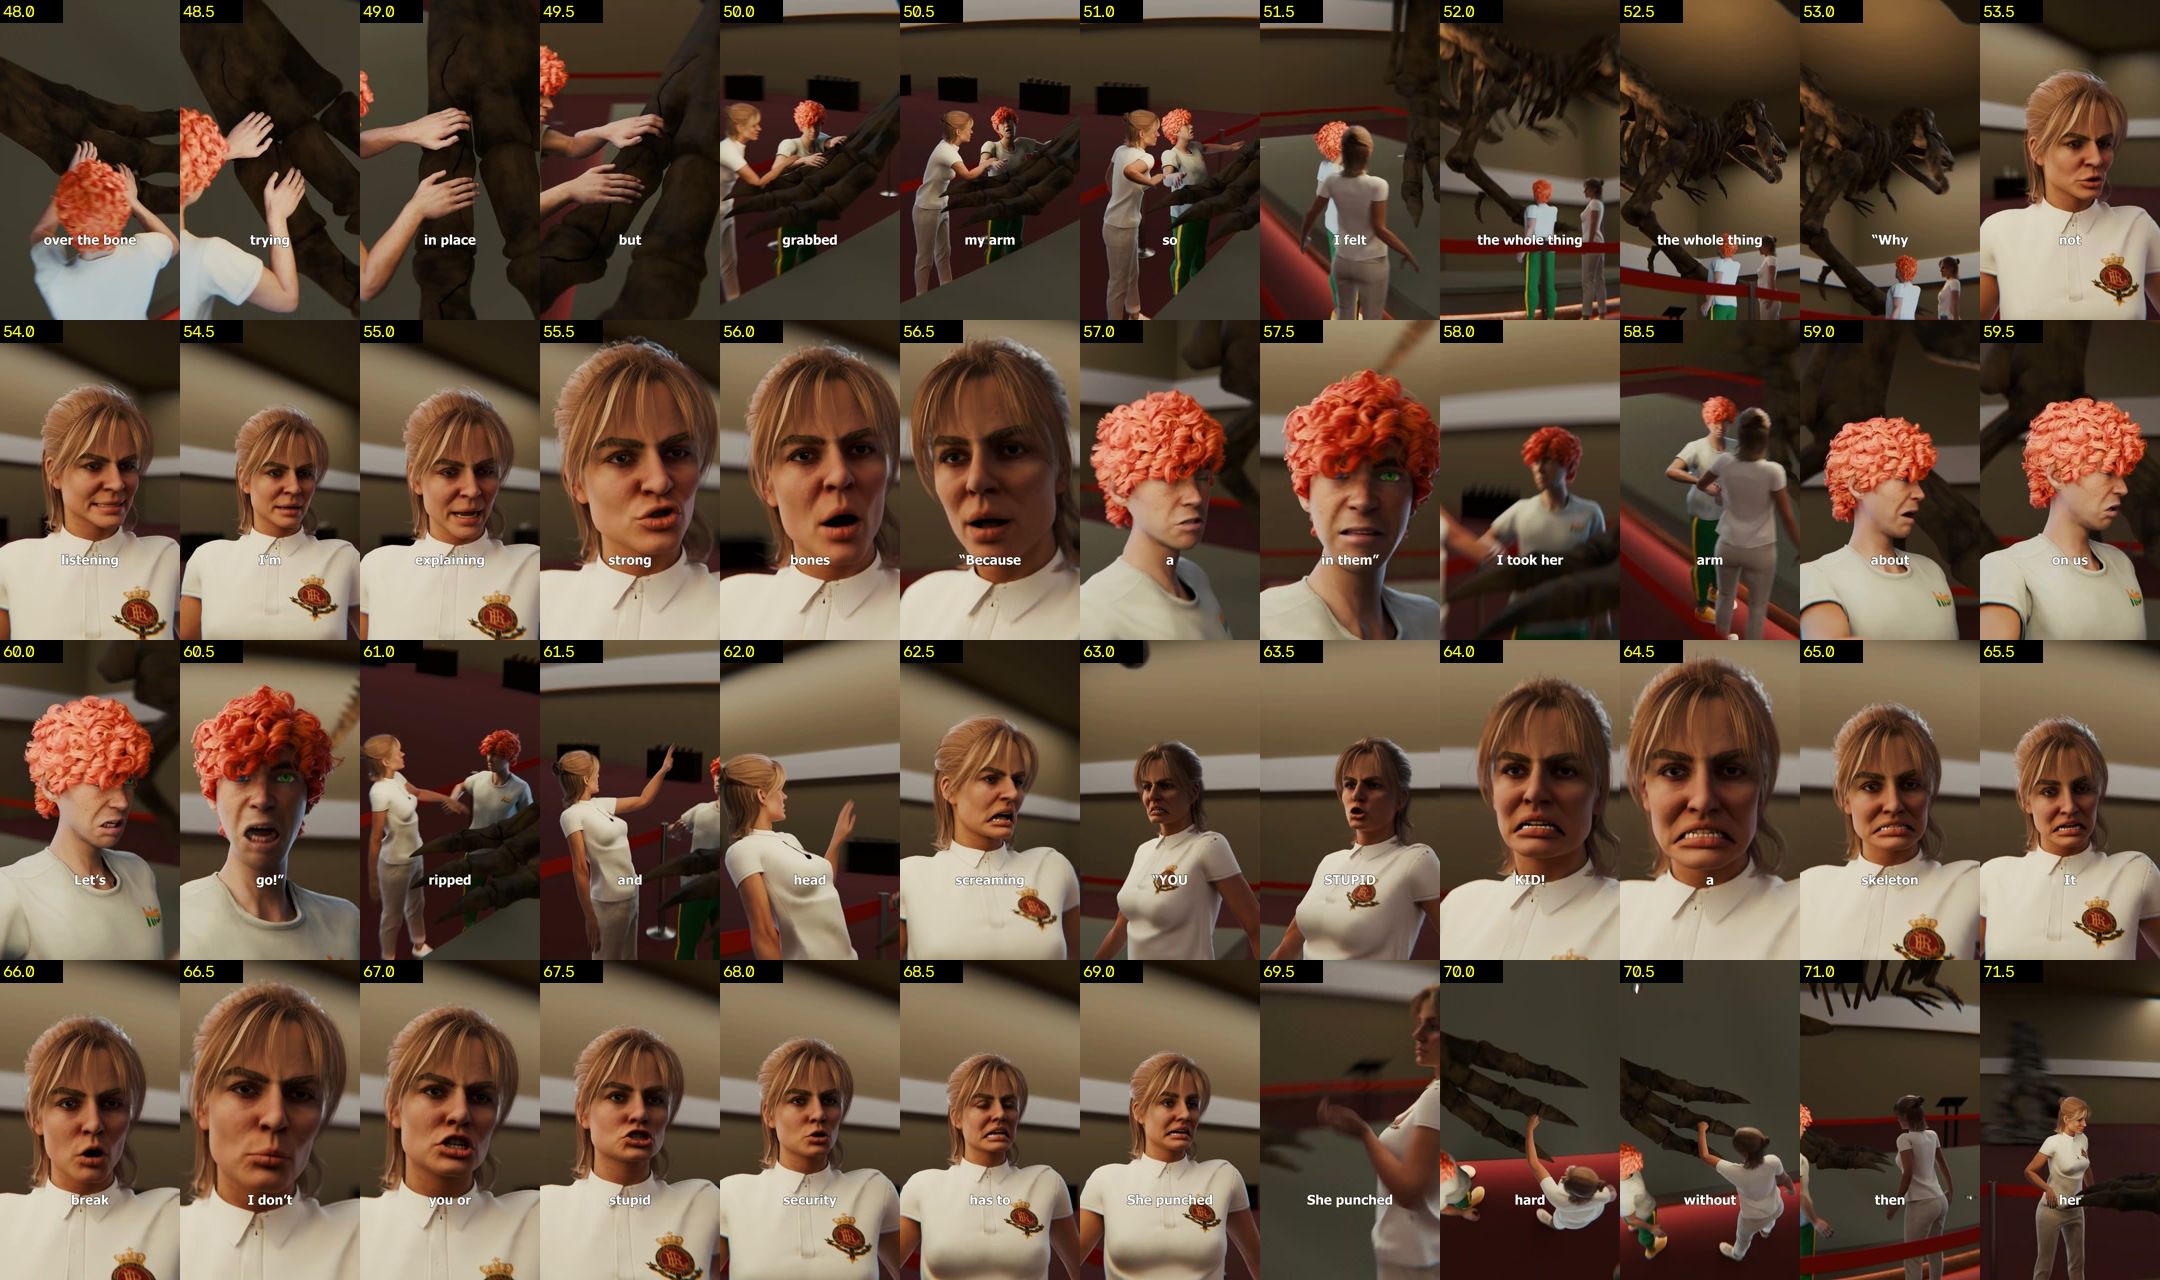 48.0 48.5 49.0 49.5 50.0 50.5 51.0 51.5 52.0 52.5 53.0 53.5
over the bone trying in place but grabbed my arm so I felt the whole thing the whole thing “Why not
54.0 54.5 55.0 55.5 56.0 56.5 57.0 57.5 58.0 58.5 59.0 59.5
listening I’m explaining strong bones “Because a in them” I took her arm about on us
60.0 60.5 61.0 61.5 62.0 62.5 63.0 63.5 64.0 64.5 65.0 65.5
Let’s go!” ripped and head screaming “YOU STUPID KID! a skeleton It
66.0 66.5 67.0 67.5 68.0 68.5 69.0 69.5 70.0 70.5 71.0 71.5
break I don’t you or stupid security has to She punched She punched hard without then her